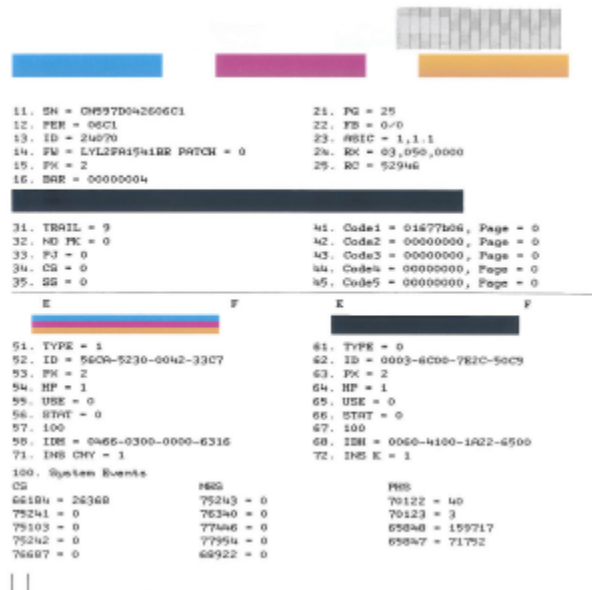 11. SN = CN597D042606C1
21. PG = 25
12. PER = 06C1
22. FB = 0/0
13. ID = 24070
23. ASIC = 1,1.1
14. FW = LYL2FA1541BR PATCH = 0
24. RX = 03,050,0000
15. PX = 2
25. RC = 52946
16. BAR = 00000004
31. TRAIL = 9
41. Code1 = 01677b06, Page = 0
32. NO PK = 0
42. Code2 = 00000000, Page = 0
33. PJ = 0
43. Code3 = 00000000, Page = 0
34. CS = 0
44. Code4 = 00000000, Page = 0
35. SS = 0
45. Code5 = 00000000, Page = 0
E F E F
51. TYPE = 1
61. TYPE = 0
52. ID = 56CA-5230-0042-33C7
62. ID = 0003-6C00-7E2C-50C9
53. PX = 2
63. PX = 2
54. HP = 1
64. HP = 1
55. USE = 0
65. USE = 0
56. STAT = 0
66. STAT = 0
57. 100
67. 100
58. IDH = 0466-0300-0000-6316
68. IDH = 0060-4100-1A22-6500
71. INS CMY = 1
72. INS K = 1
100. System Events
CS MRS PHS
66184 = 26368
75243 = 0
70122 = 40
75241 = 0
76340 = 0
70123 = 3
75103 = 0
77446 = 0
65848 = 159717
75242 = 0
77954 = 0
65847 = 71752
76687 = 0
68922 = 0